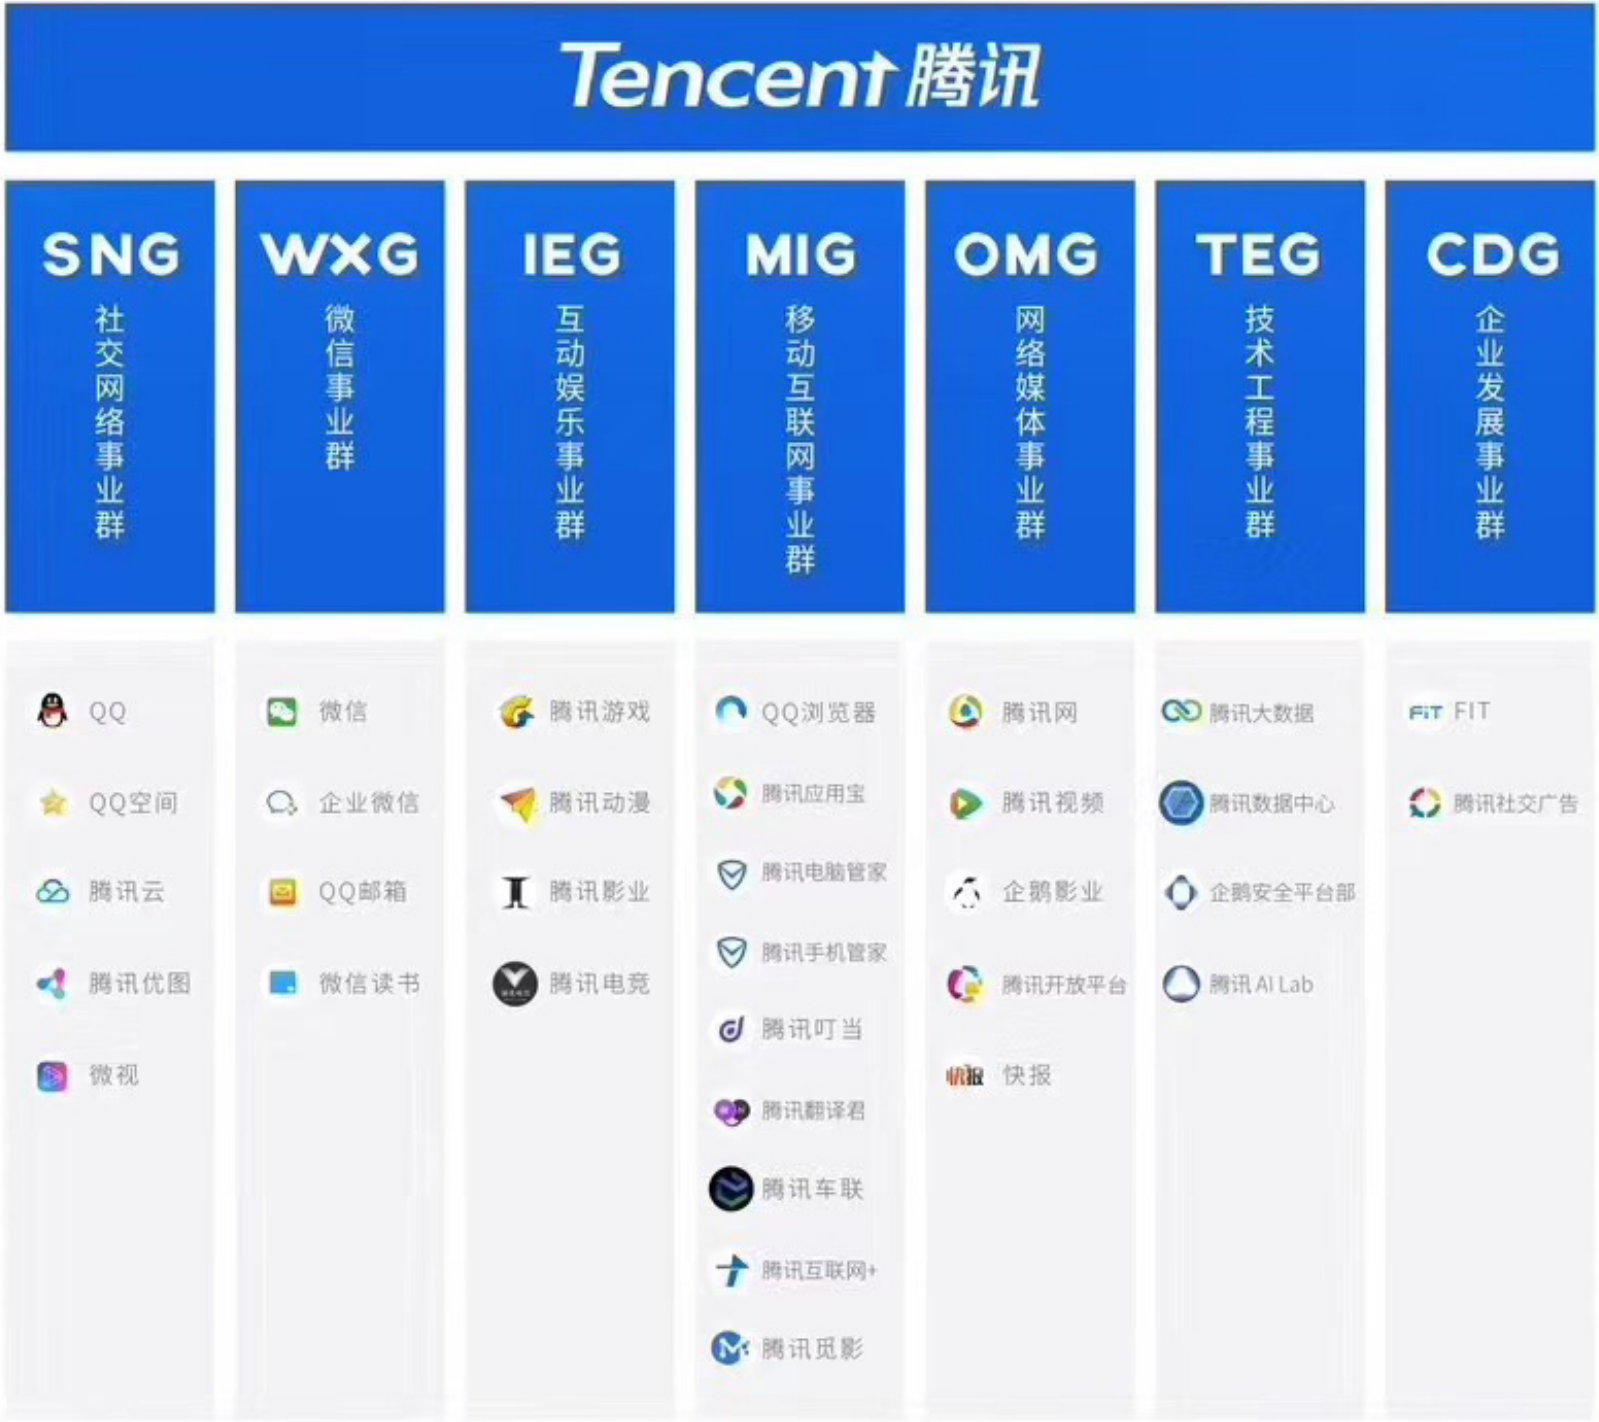 Tencent 腾讯
SNG
社交网络事业群
WXG
微信事业群
IEG
互动娱乐事业群
MIG
移动互联网事业群
OMG
网络媒体事业群
TEG
技术工程事业群
CDG
企业发展事业群
QQ
QQ空间
腾讯云
腾讯优图
微视
微信
企业微信
QQ邮箱
微信读书
腾讯游戏
腾讯动漫
腾讯影业
腾讯电竞
QQ浏览器
腾讯应用宝
腾讯电脑管家
腾讯手机管家
腾讯叮当
腾讯翻译君
腾讯车联
腾讯互联网+
腾讯觅影
腾讯网
腾讯视频
企鹅影业
腾讯开放平台
快报 快报
腾讯大数据
腾讯数据中心
企鹅安全平台部
腾讯 AI Lab
FiT FIT
腾讯社交广告